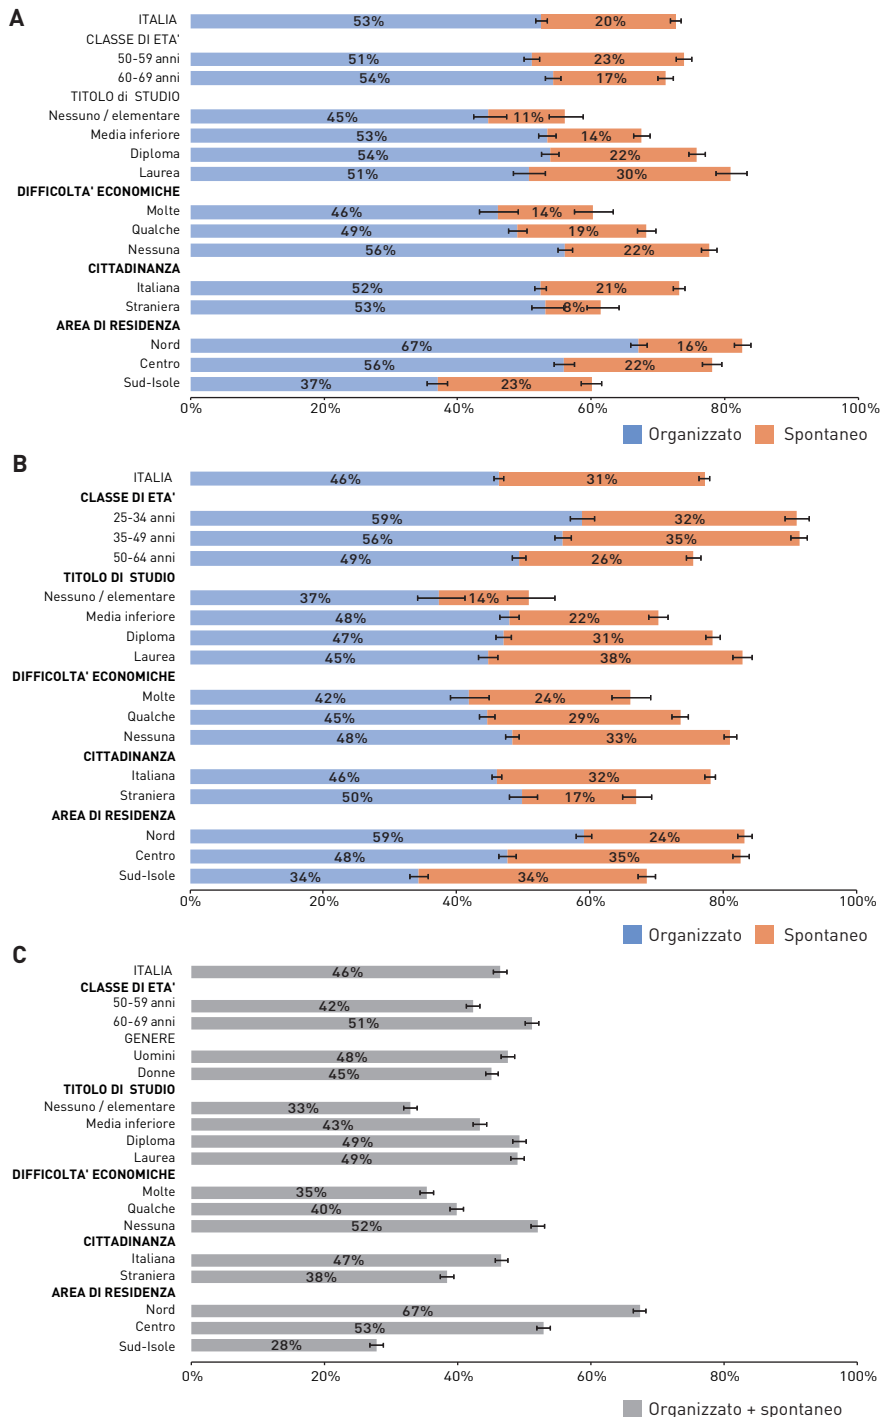 A
ITALIA 53% 20%
CLASSE DI ETA'
50-59 anni 51% 23%
60-69 anni 54% 17%
TITOLO di STUDIO
Nessuno / elementare 45% 11%
Media inferiore 53% 14%
Diploma 54% 22%
Laurea 51% 30%
DIFFICOLTA' ECONOMICHE
Molte 46% 14%
Qualche 49% 19%
Nessuna 56% 22%
CITTADINANZA
Italiana 52% 21%
Straniera 53% 8%
AREA DI RESIDENZA
Nord 67% 16%
Centro 56% 22%
Sud-Isole 37% 23%
0% 20% 40% 60% 80% 100%
Organizzato Spontaneo
B
ITALIA 46% 31%
CLASSE DI ETA'
25-34 anni 59% 32%
35-49 anni 56% 35%
50-64 anni 49% 26%
TITOLO DI STUDIO
Nessuno / elementare 37% 14%
Media inferiore 48% 22%
Diploma 47% 31%
Laurea 45% 38%
DIFFICOLTA' ECONOMICHE
Molte 42% 24%
Qualche 45% 29%
Nessuna 48% 33%
CITTADINANZA
Italiana 46% 32%
Straniera 50% 17%
AREA DI RESIDENZA
Nord 59% 24%
Centro 48% 35%
Sud-Isole 34% 34%
0% 20% 40% 60% 80% 100%
Organizzato Spontaneo
C
ITALIA 46%
CLASSE DI ETA'
50-59 anni 42%
60-69 anni 51%
GENERE
Uomini 48%
Donne 45%
TITOLO DI STUDIO
Nessuno / elementare 33%
Media inferiore 43%
Diploma 49%
Laurea 49%
DIFFICOLTA' ECONOMICHE
Molte 35%
Qualche 40%
Nessuna 52%
CITTADINANZA
Italiana 47%
Straniera 38%
AREA DI RESIDENZA
Nord 67%
Centro 53%
Sud-Isole 28%
0% 20% 40% 60% 80% 100%
Organizzato + spontaneo